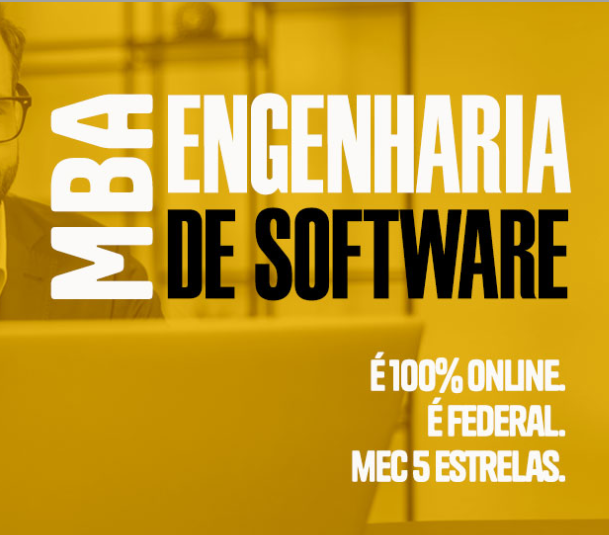 MBA
ENGENHARIA
DE SOFTWARE
É 100% ONLINE.
É FEDERAL.
MEC 5 ESTRELAS.